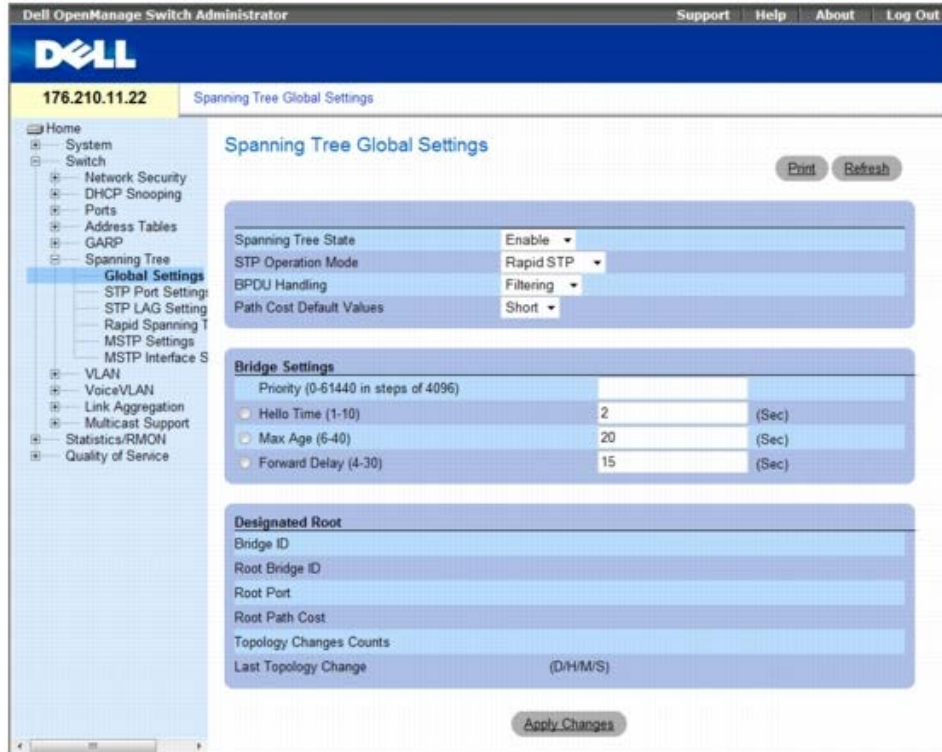 Dell OpenManage Switch Administrator
Support Help About Log Out
DELL
176.210.11.22
Spanning Tree Global Settings
Home
System
Switch
Network Security
DHCP Snooping
Ports
Address Tables
GARP
Spanning Tree
Global Settings
STP Port Settings
STP LAG Setting
Rapid Spanning T
MSTP Settings
MSTP Interface S
VLAN
VoiceVLAN
Link Aggregation
Multicast Support
Statistics/RMON
Quality of Service
Spanning Tree Global Settings
Print Refresh
Spanning Tree State Enable
STP Operation Mode Rapid STP
BPDU Handling Filtering
Path Cost Default Values Short
Bridge Settings
Priority (0-61440 in steps of 4096)
Hello Time (1-10) 2 (Sec)
Max Age (6-40) 20 (Sec)
Forward Delay (4-30) 15 (Sec)
Designated Root
Bridge ID
Root Bridge ID
Root Port
Root Path Cost
Topology Changes Counts
Last Topology Change (D/H/M/S)
Apply Changes